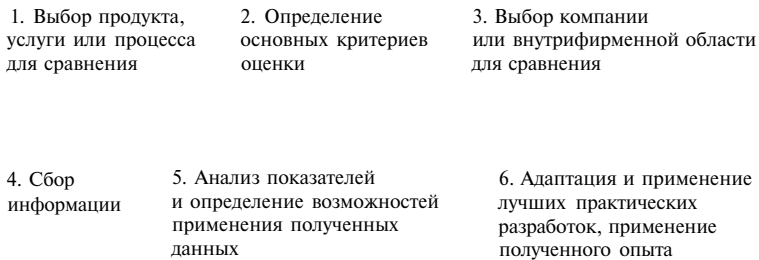 1. Выбор продукта,
услуги или процесса
для сравнения
2. Определение
основных критериев
оценки
3. Выбор компании
или внутрифирменной области
для сравнения
4. Сбор
информации
5. Анализ показателей
и определение возможностей
применения полученных
данных
6. Адаптация и применение
лучших практических
разработок, применение
полученного опыта